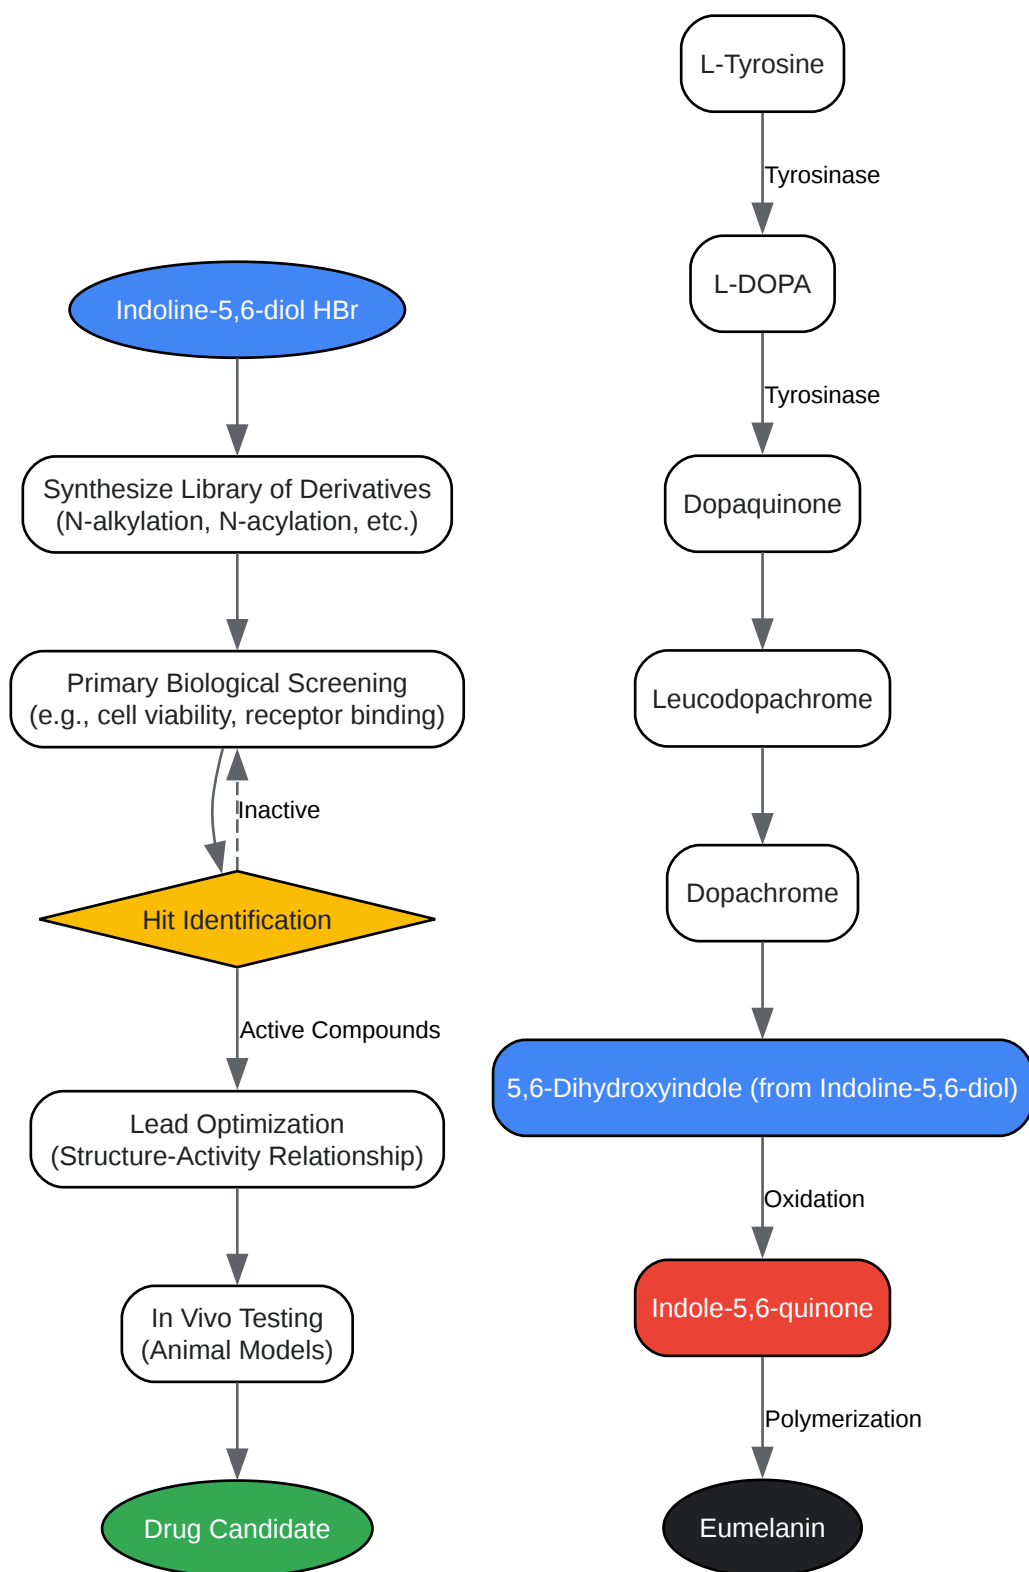 Indoline-5,6-diol HBr
Synthesize Library of Derivatives
(N-alkylation, N-acylation, etc.)
Primary Biological Screening
(e.g., cell viability, receptor binding)
Inactive
Hit Identification
Active Compounds
Lead Optimization
(Structure-Activity Relationship)
In Vivo Testing
(Animal Models)
Drug Candidate
L-Tyrosine
Tyrosinase
L-DOPA
Tyrosinase
Dopaquinone
Leucodopachrome
Dopachrome
5,6-Dihydroxyindole (from Indoline-5,6-diol)
Oxidation
Indole-5,6-quinone
Polymerization
Eumelanin